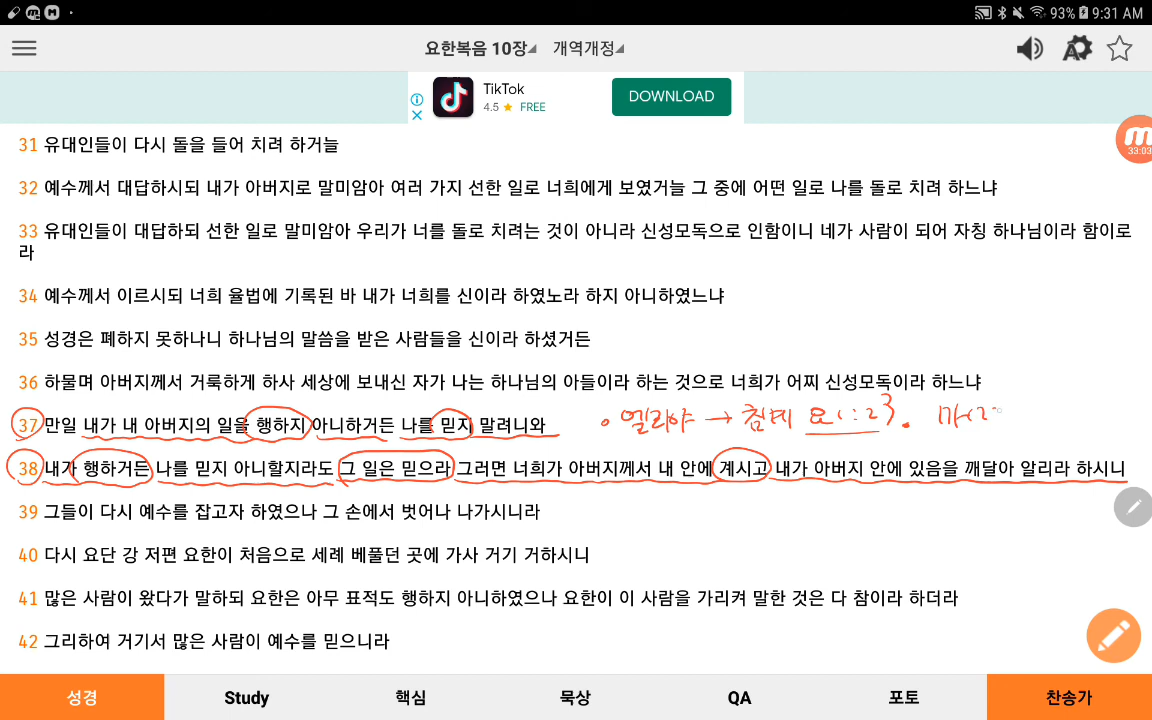 93% 9:31 AM
요한복음 10장 개역개정
TikTok
4.5 ★ FREE
DOWNLOAD
33:03
31 유대인들이 다시 돌을 들어 치려 하거늘
32 예수께서 대답하시되 내가 아버지로 말미암아 여러 가지 선한 일로 너희에게 보였거늘 그 중에 어떤 일로 나를 돌로 치려 하느냐
33 유대인들이 대답하되 선한 일로 말미암아 우리가 너를 돌로 치려는 것이 아니라 신성모독으로 인함이니 네가 사람이 되어 자칭 하나님이라 함이로
라
34 예수께서 이르시되 너희 율법에 기록된 바 내가 너희를 신이라 하였노라 하지 아니하였느냐
35 성경은 폐하지 못하나니 하나님의 말씀을 받은 사람들을 신이라 하셨거든
36 하물며 아버지께서 거룩하게 하사 세상에 보내신 자가 나는 하나님의 아들이라 하는 것으로 너희가 어찌 신성모독이라 하느냐
37 만일 내가 내 아버지의 일을 행하지 아니하거든 나를 믿지 말려니와 • 엘리야 → 침례 요 1:23.
38 내가 행하거든 나를 믿지 아니할지라도 그 일은 믿으라 그러면 너희가 아버지께서 내 안에 계시고 내가 아버지 안에 있음을 깨달아 알리라 하시니
39 그들이 다시 예수를 잡고자 하였으나 그 손에서 벗어나 나가시니라
40 다시 요단 강 저편 요한이 처음으로 세례 베풀던 곳에 가사 거기 거하시니
41 많은 사람이 왔다가 말하되 요한은 아무 표적도 행하지 아니하였으나 요한이 이 사람을 가리켜 말한 것은 다 참이라 하더라
42 그리하여 거기서 많은 사람이 예수를 믿으니라
성경 Study 핵심 묵상 QA 포토 찬송가